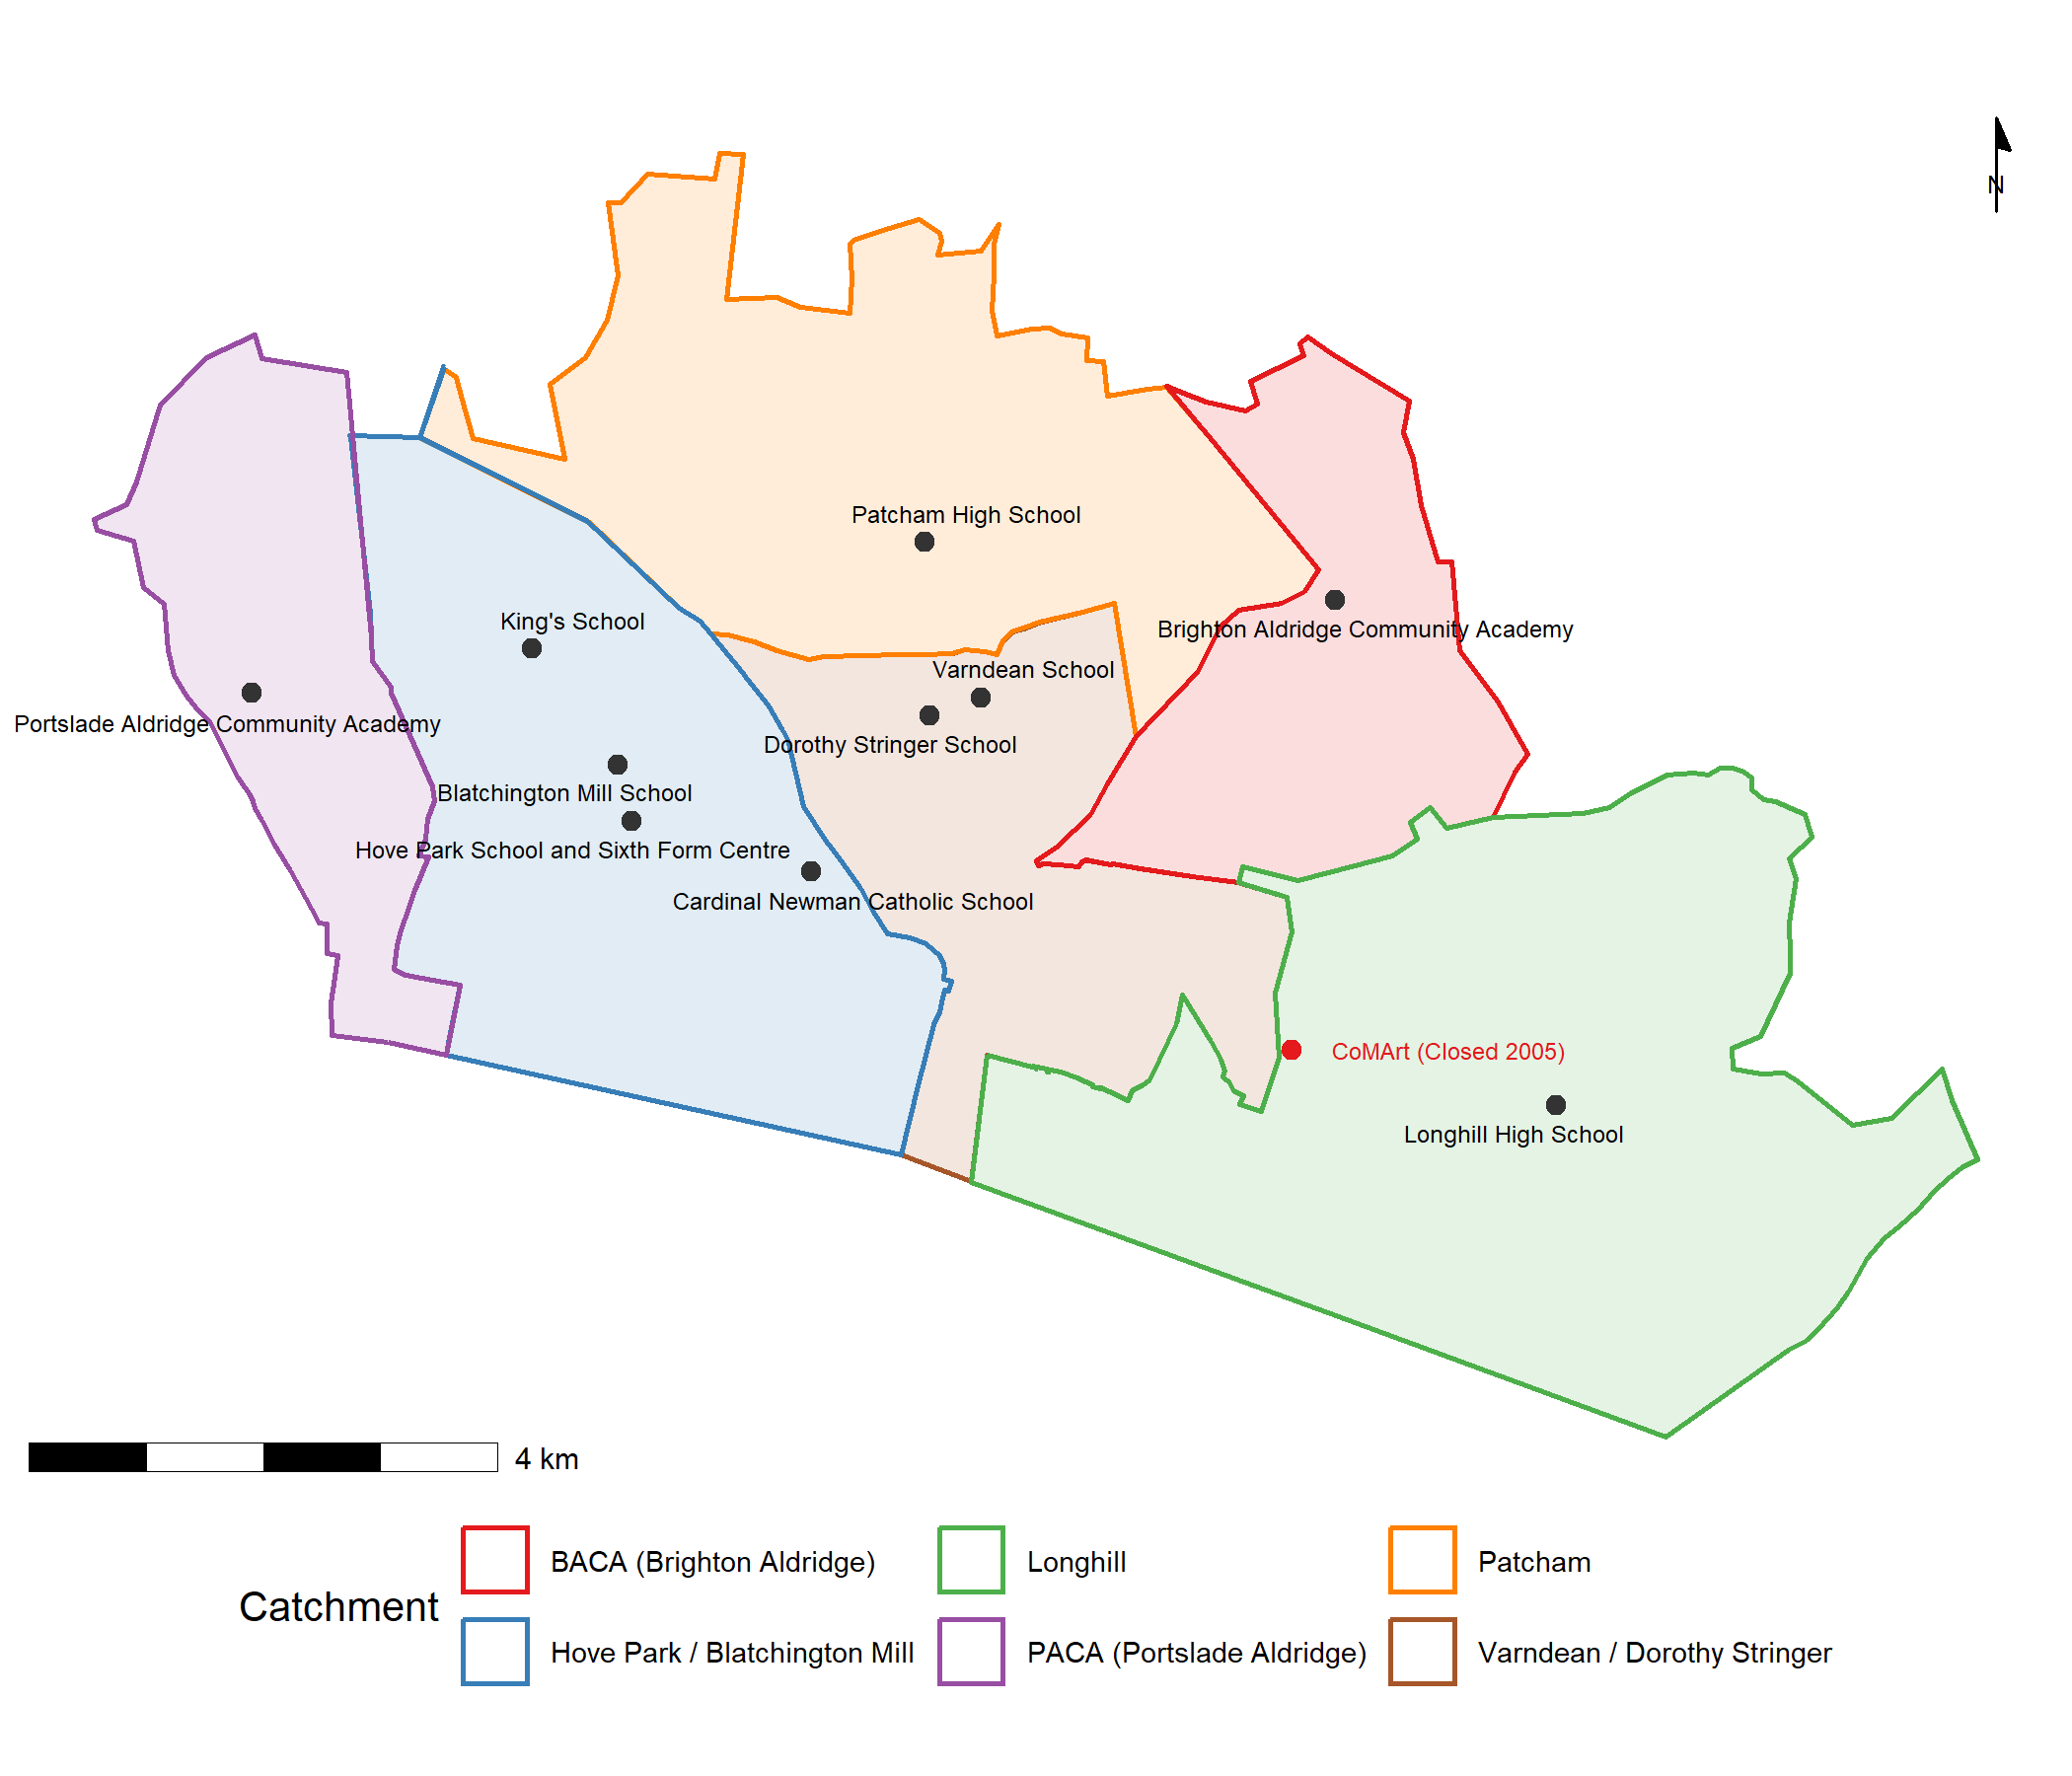 N
Patcham High School
King's School
Brighton Aldridge Community Academy
Varndean School
Portslade Aldridge Community Academy
Dorothy Stringer School
Blatchington Mill School
Hove Park School and Sixth Form Centre
Cardinal Newman Catholic School
CoMArt (Closed 2005)
Longhill High School
4 km
Catchment
BACA (Brighton Aldridge)
Longhill
Patcham
Hove Park / Blatchington Mill
PACA (Portslade Aldridge)
Varndean / Dorothy Stringer